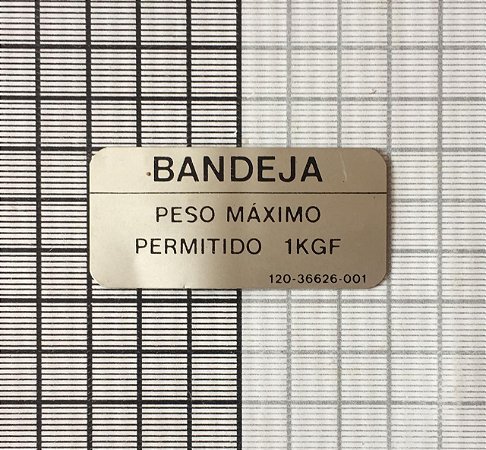 BANDEJA
PESO MÁXIMO
PERMITIDO 1KGF
120-36626-001